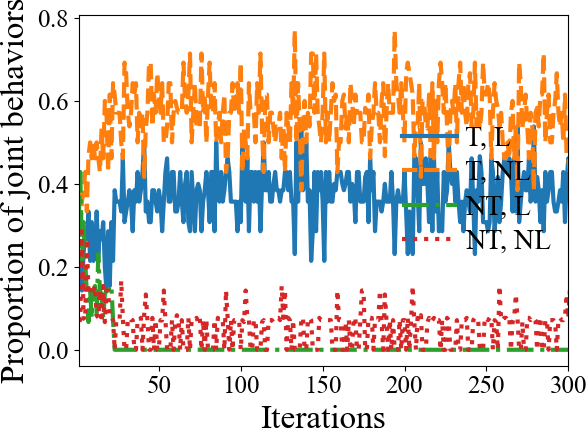 Proportion of joint behaviors
0.8
0.6
0.4
0.2
0.0
T, L
T, NL
NT, L
NT, NL
50
100
150
200
250
300
Iterations